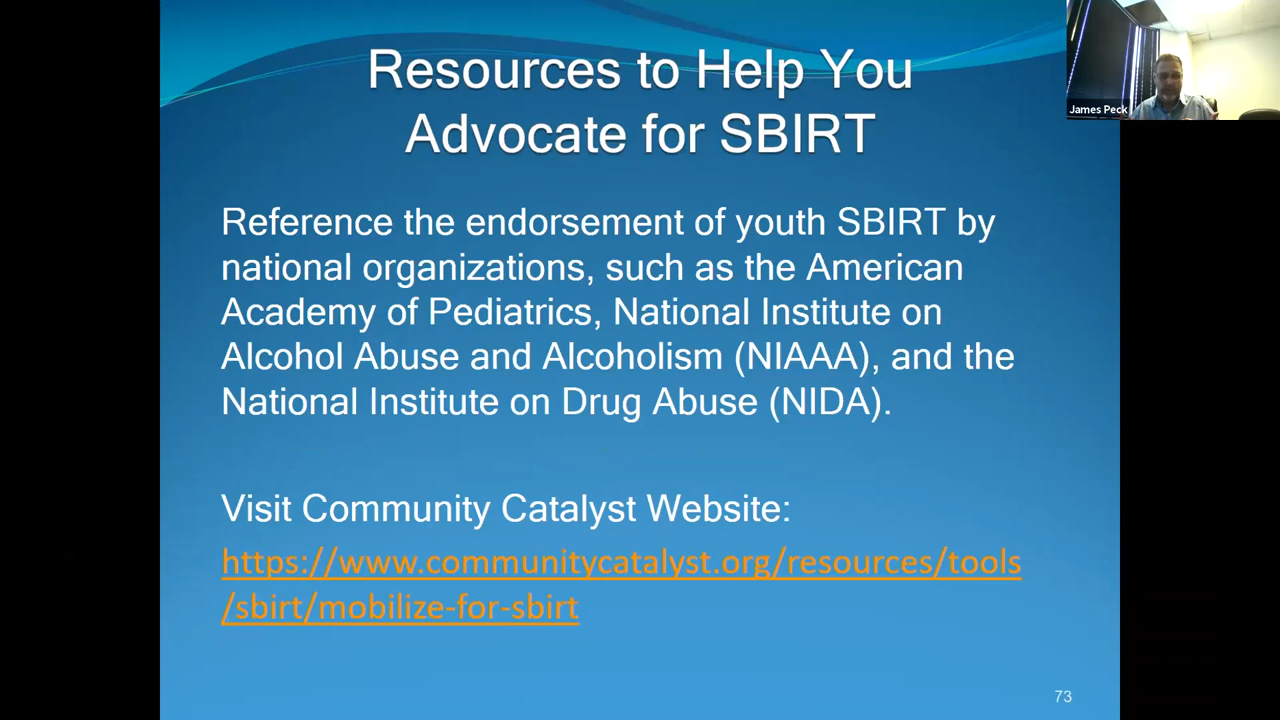 Resources to Help You
Advocate for SBIRT
James Peck
Reference the endorsement of youth SBIRT by
national organizations, such as the American
Academy of Pediatrics, National Institute on
Alcohol Abuse and Alcoholism (NIAAA), and the
National Institute on Drug Abuse (NIDA).
Visit Community Catalyst Website:
https://www.communitycatalyst.org/resources/tools
/sbirt/mobilize-for-sbirt
73